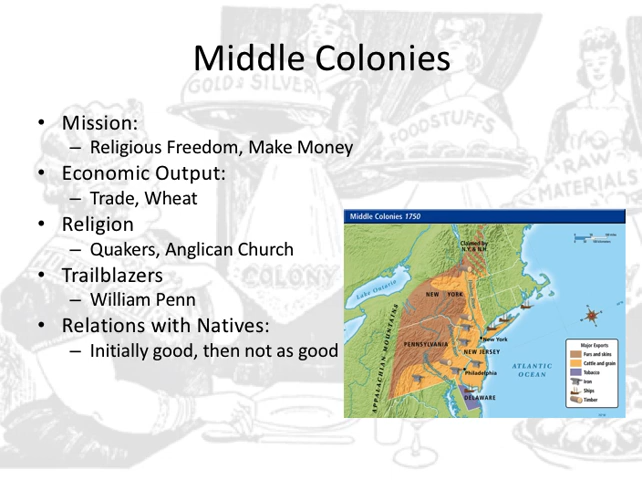 Middle Colonies
• Mission:
– Religious Freedom, Make Money
• Economic Output:
– Trade, Wheat
• Religion
– Quakers, Anglican Church
• Trailblazers
– William Penn
• Relations with Natives:
– Initially good, then not as good
GOLD & SILVER
FOODSTUFFS
RAW
MATERIALS
COLONY
Middle Colonies 1750
Claimed by
N.Y. & N.H.
Lake Ontario
NEW YORK
APPALACHIAN MOUNTAINS
PENNSYLVANIA
New York
NEW JERSEY
Philadelphia
ATLANTIC
OCEAN
DELAWARE
Major Exports
Furs and skins
Cattle and grain
Tobacco
Iron
Ships
Timber